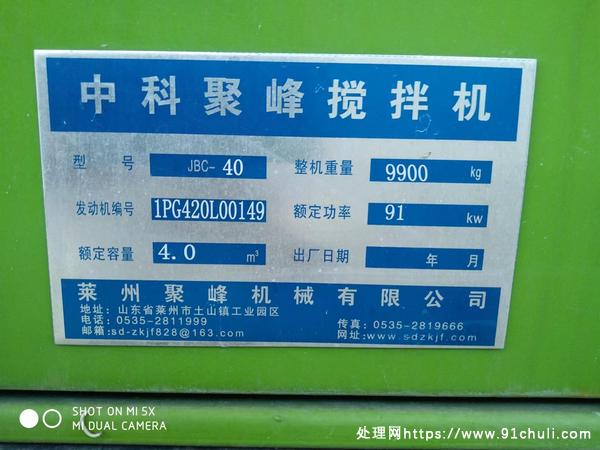 中科聚峰搅拌机
型 号 JBC-40 整机重量 9900 kg
发动机编号 1PG420L00149 额定功率 91 kw
额定容量 4.0 m³ 出厂日期 年 月
莱州聚峰机械有限公司
地址:山东省莱州市土山镇工业园区
电话:0535-2811999 传真:0535-2819666
邮箱:sd-zkjf828@163.com 网址:www.sdzkjf.com
SHOT ON MI 5X
MI DUAL CAMERA
处理网https://www.91chuli.com